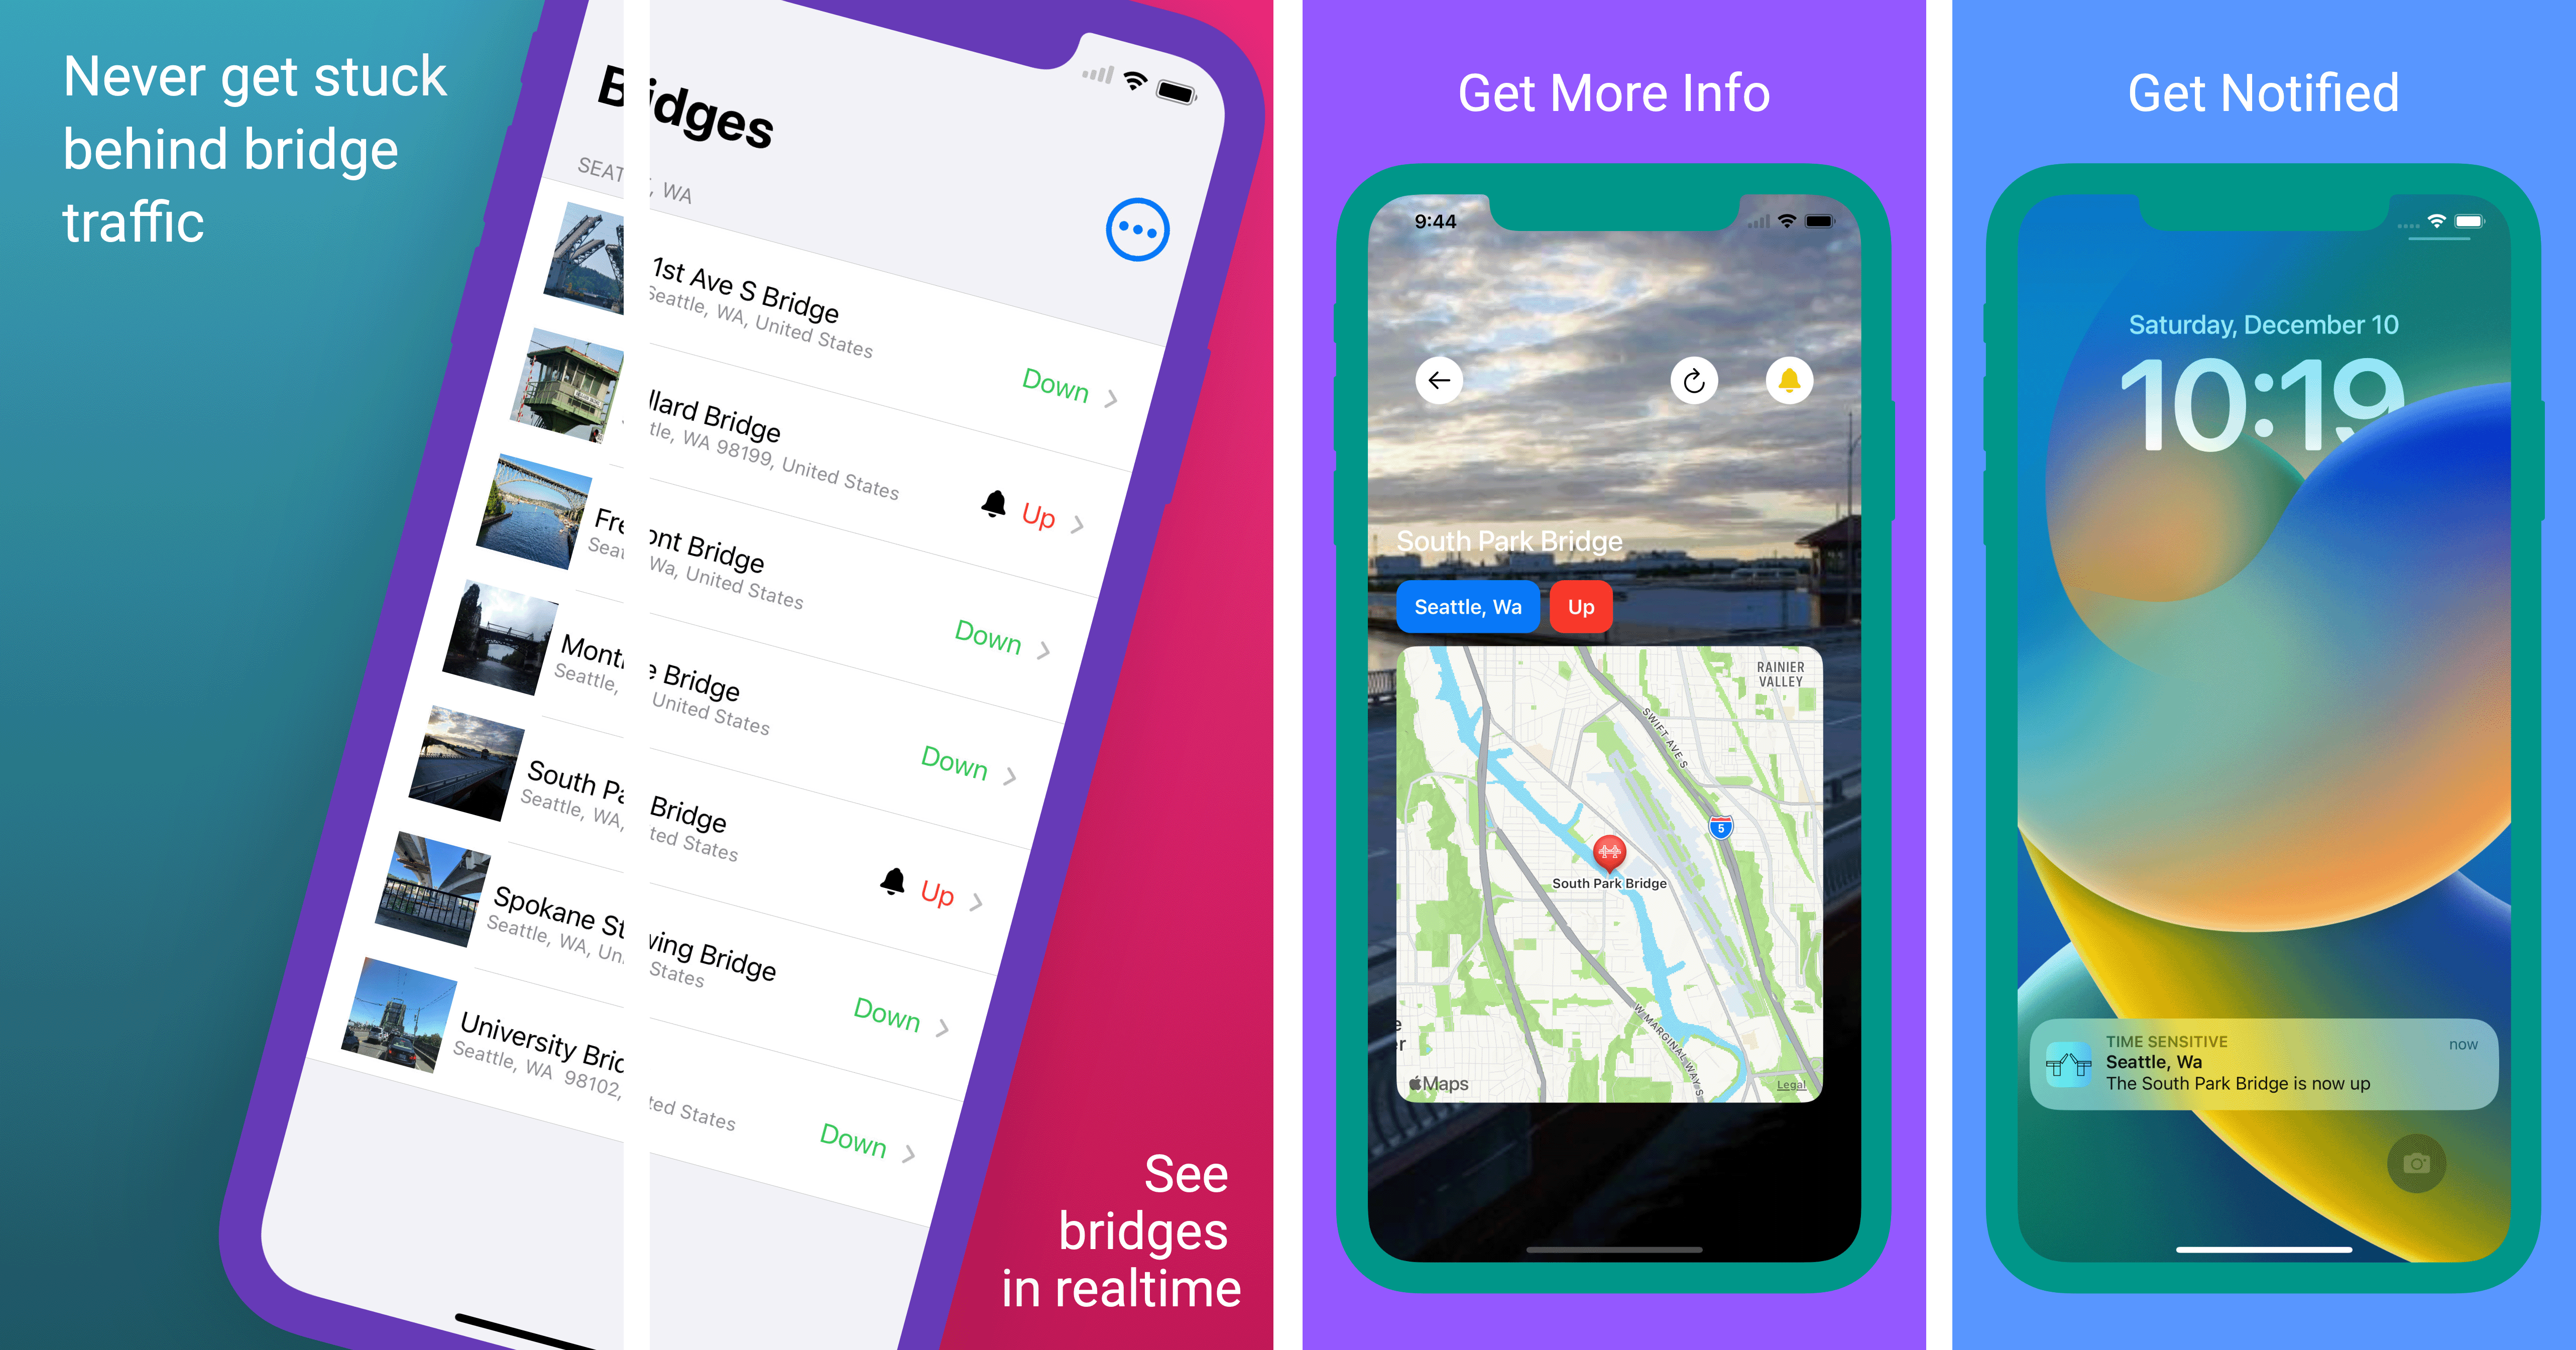 Never get stuck
behind bridge
traffic
B idges
SEAT , WA
1st Ave S Bridge
Seattle, WA, United States
Down
llard Bridge
tle, WA 98199, United States
Up
Fre ont Bridge
Seat Wa, United States
Down
Mont e Bridge
Seattle, United States
Down
South Pa Bridge
Seattle, WA, ted States
Up
Spokane St wing Bridge
Seattle, WA, Un States
Down
University Brid
Seattle, WA 98102, ted States
Down
See
bridges
in realtime
Get More Info
9:44
South Park Bridge
Seattle, Wa
Up
RAINIER
VALLEY
SWIFT AVE S
5
South Park Bridge
W MARGINAL WAY S
e
er
Maps
Legal
Get Notified
Saturday, December 10
10:19
TIME SENSITIVE
now
Seattle, Wa
The South Park Bridge is now up